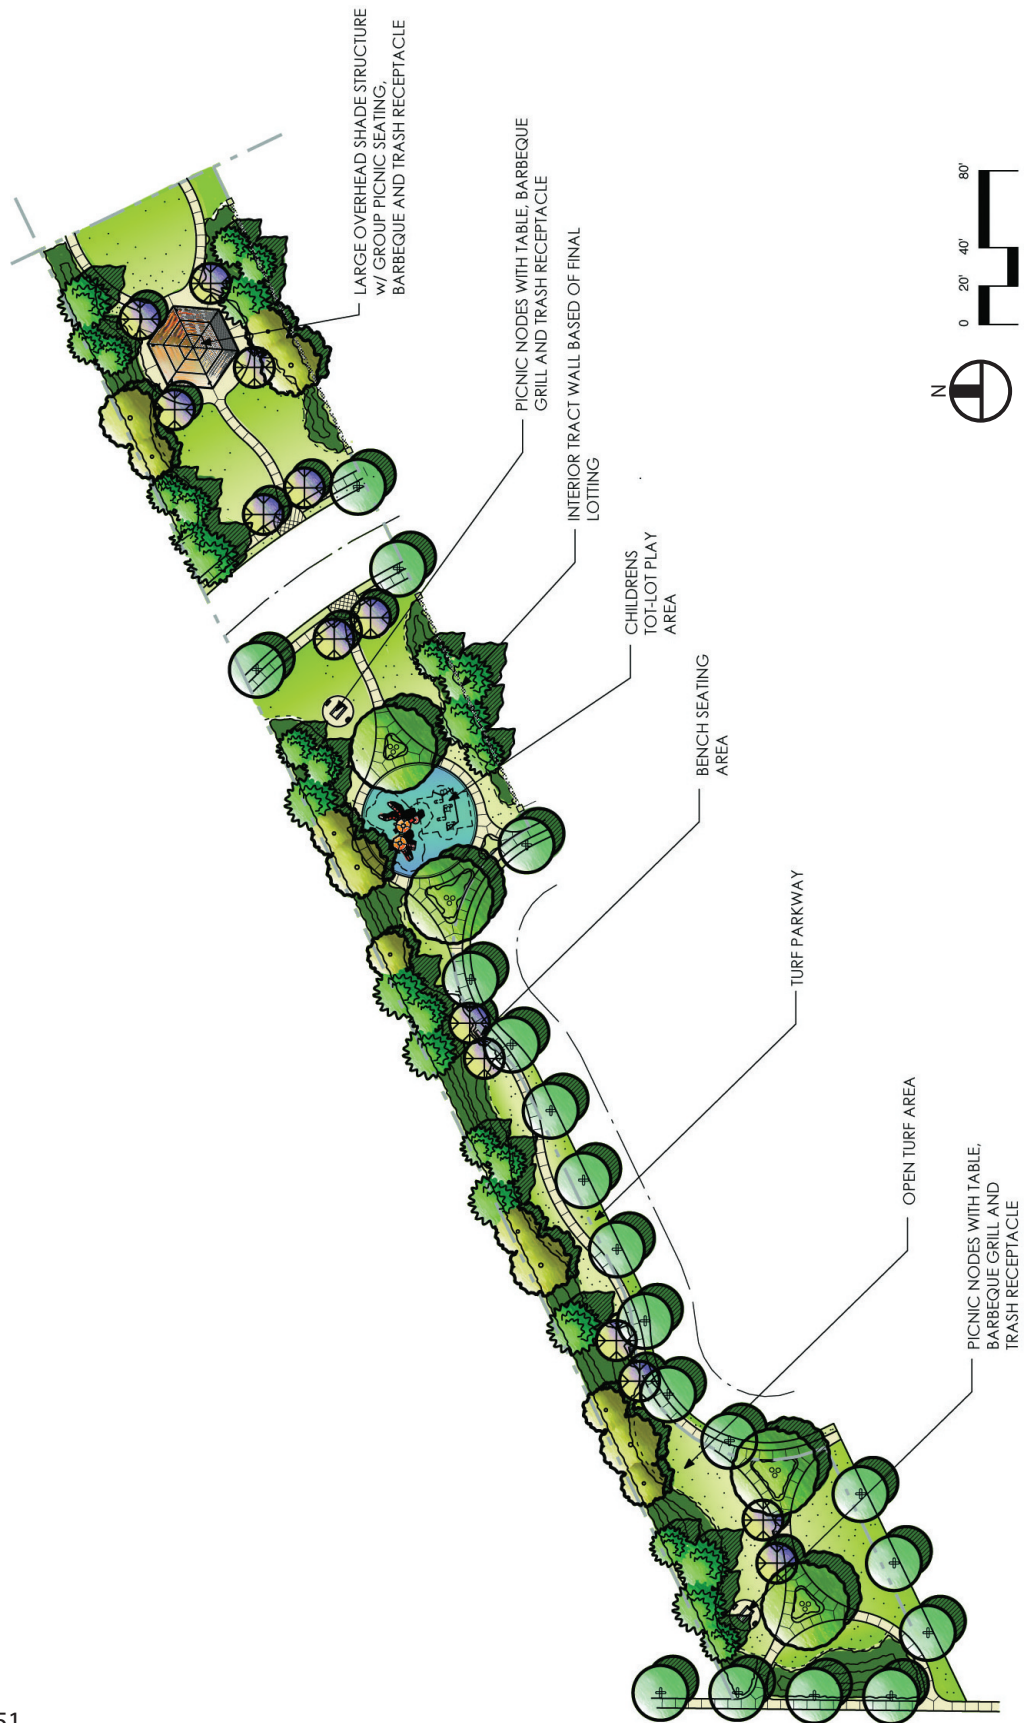 LARGE OVERHEAD SHADE STRUCTURE
W/ GROUP PICNIC SEATING,
BARBEQUE AND TRASH RECEPTACLE
PICNIC NODES WITH TABLE, BARBEQUE
GRILL AND TRASH RECEPTACLE
INTERIOR TRACT WALL BASED OF FINAL
LOTTING
CHILDRENS
TOT-LOT PLAY
AREA
BENCH SEATING
AREA
TURF PARKWAY
OPEN TURF AREA
PICNIC NODES WITH TABLE,
BARBEQUE GRILL AND
TRASH RECEPTACLE
N
0 20' 40' 80'
51